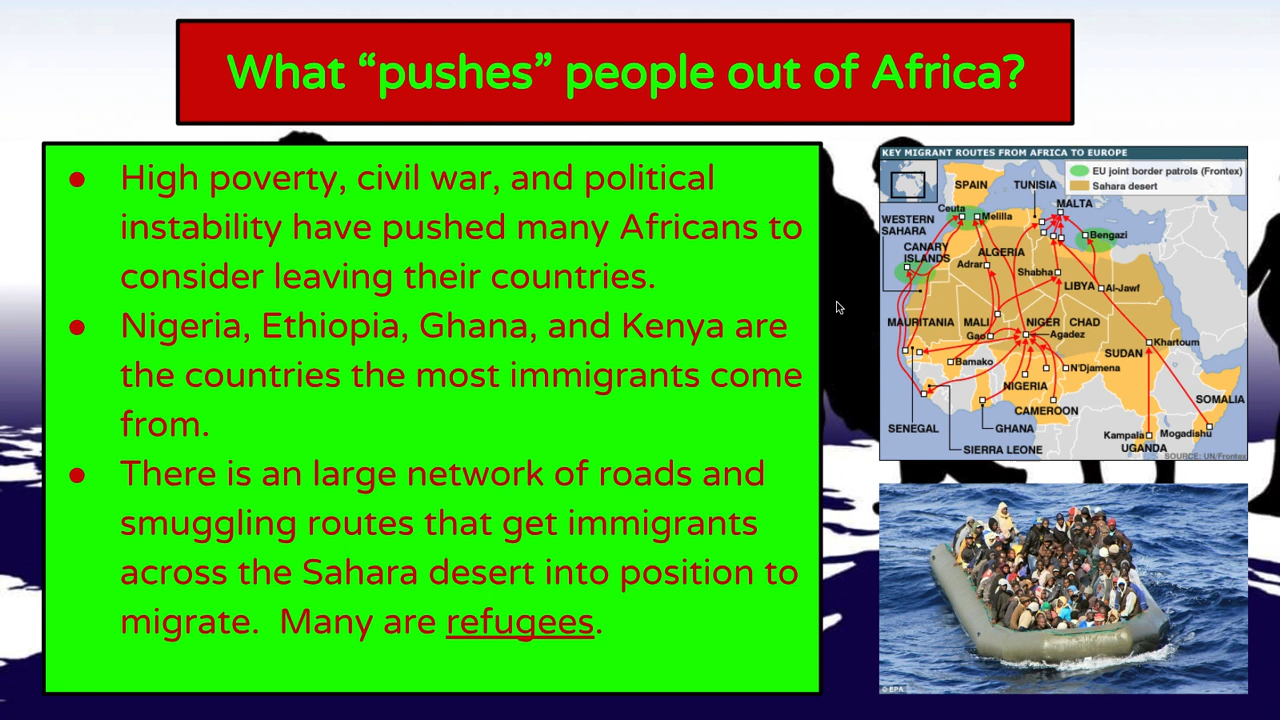 What “pushes” people out of Africa?
● High poverty, civil war, and political
instability have pushed many Africans to
consider leaving their countries.
● Nigeria, Ethiopia, Ghana, and Kenya are
the countries the most immigrants come
from.
● There is an large network of roads and
smuggling routes that get immigrants
across the Sahara desert into position to
migrate.  Many are refugees.
KEY MIGRANT ROUTES FROM AFRICA TO EUROPE
EU joint border patrols (Frontex)
Sahara desert
SPAIN
TUNISIA
MALTA
Ceuta
Melilla
WESTERN
SAHARA
Bengazi
CANARY
ISLANDS
ALGERIA
Adrar
Shabha
LIBYA
Al-Jawf
MAURITANIA
MALI
NIGER
CHAD
Gao
Agadez
Khartoum
SUDAN
Bamako
N'Djamena
NIGERIA
SOMALIA
CAMEROON
SENEGAL
GHANA
Kampala
Mogadishu
SIERRA LEONE
UGANDA
SOURCE: UN/Frontex
© EPA